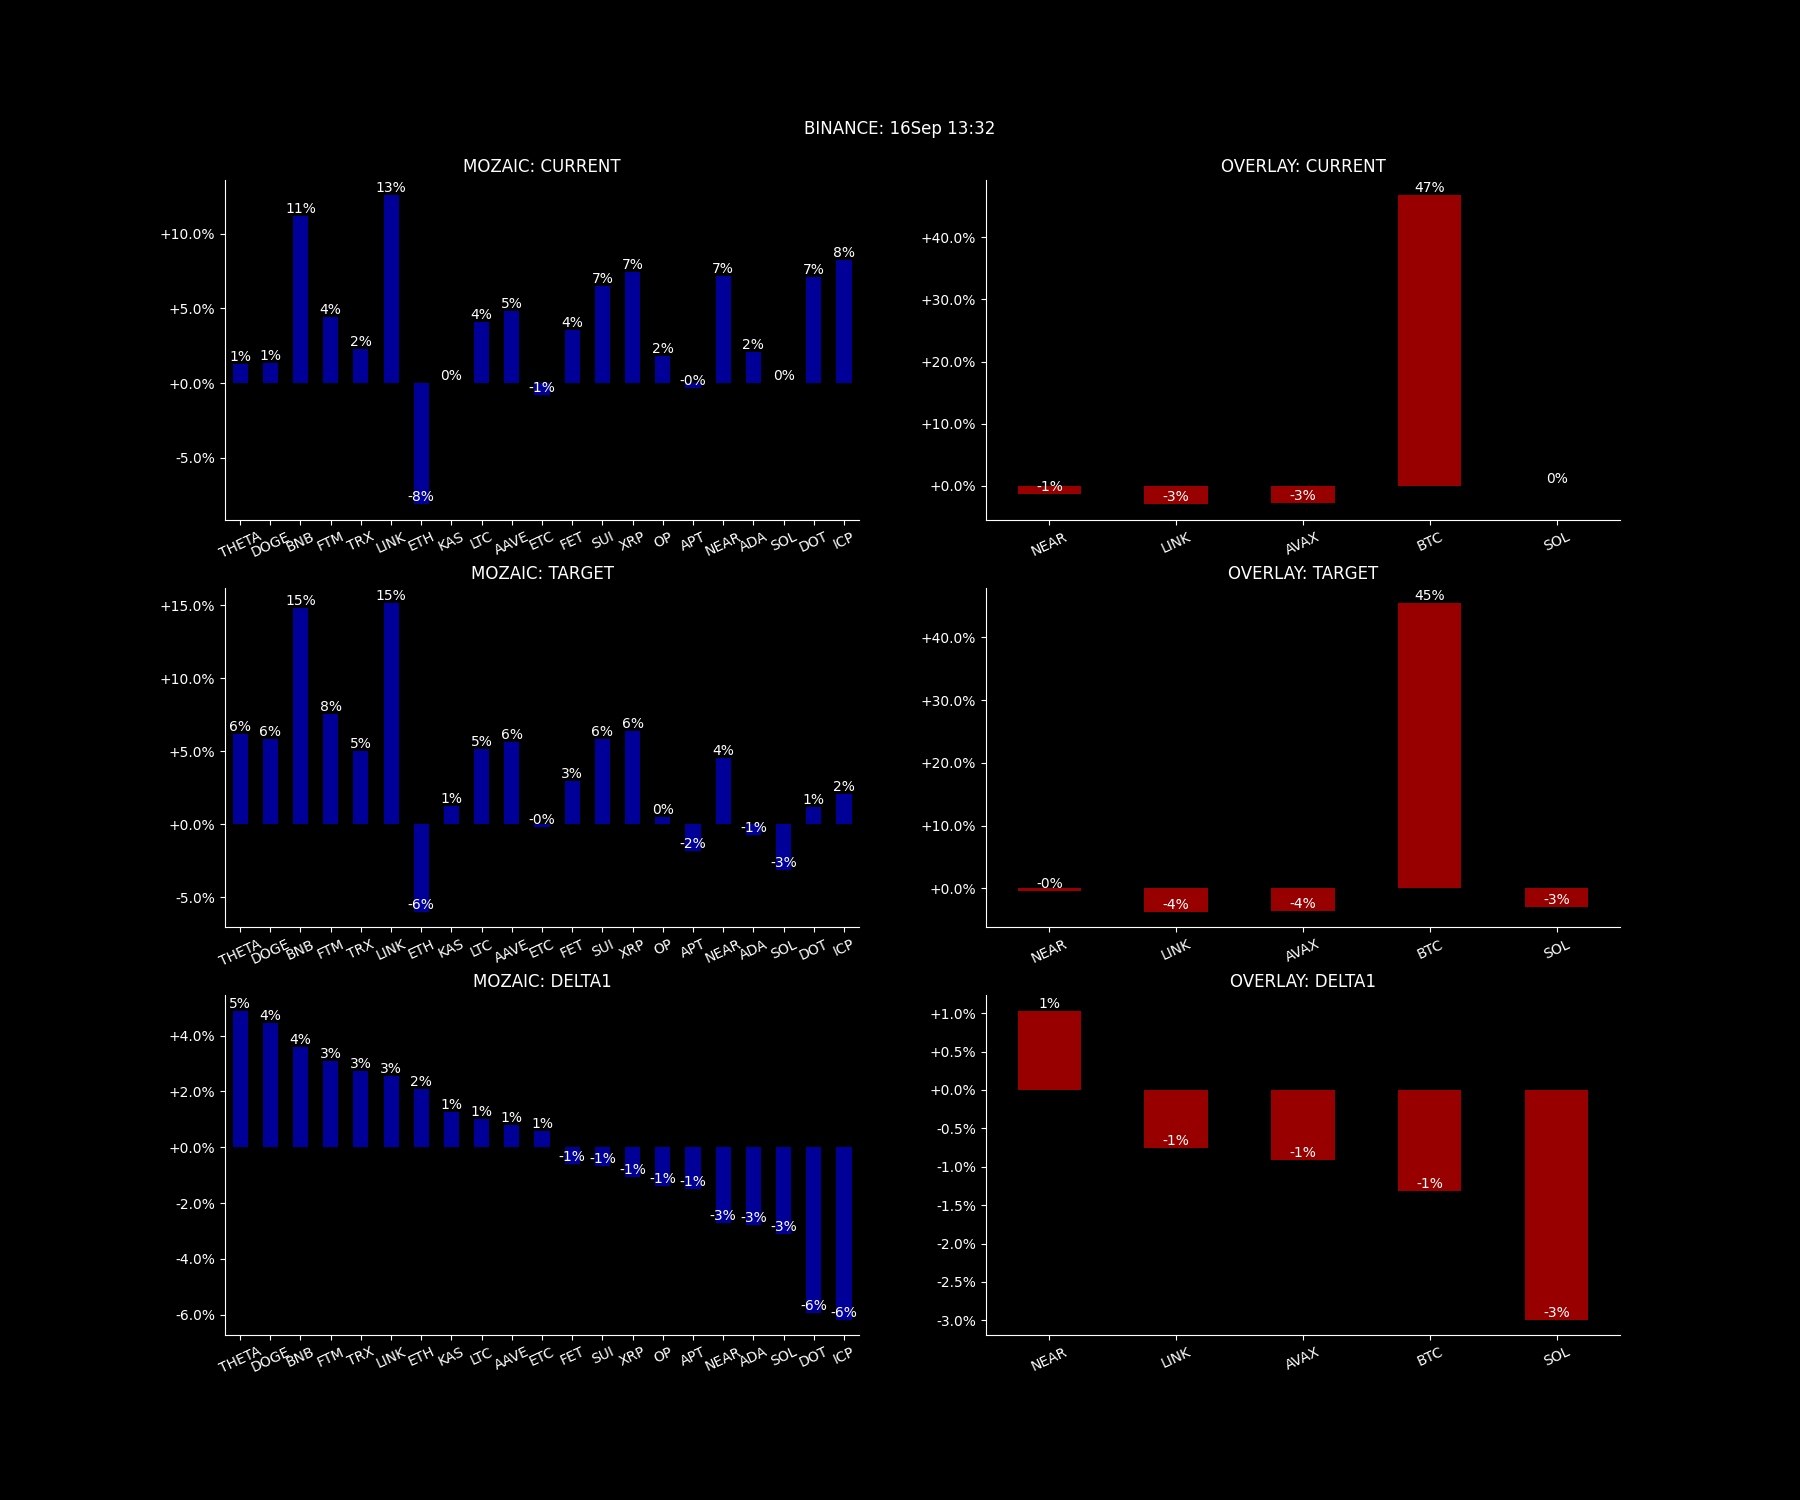 BINANCE: 16Sep 13:32
MOZAIC: CURRENT
+10.0%
+5.0%
+0.0%
-5.0%
1% 1% 11% 4% 2% 13% -8% 0% 4% 5% -1% 4% 7% 7% 2% -0% 7% 2% 0% 7% 8%
THETA DOGE BNB FTM TRX LINK ETH KAS LTC AAVE ETC FET SUI XRP OP APT NEAR ADA SOL DOT ICP
OVERLAY: CURRENT
+40.0%
+30.0%
+20.0%
+10.0%
+0.0%
-1% -3% -3% 47% 0%
NEAR LINK AVAX BTC SOL
MOZAIC: TARGET
+15.0%
+10.0%
+5.0%
+0.0%
-5.0%
6% 6% 15% 8% 5% 15% -6% 1% 5% 6% -0% 3% 6% 6% 0% -2% 4% -1% -3% 1% 2%
THETA DOGE BNB FTM TRX LINK ETH KAS LTC AAVE ETC FET SUI XRP OP APT NEAR ADA SOL DOT ICP
OVERLAY: TARGET
+40.0%
+30.0%
+20.0%
+10.0%
+0.0%
-0% -4% -4% 45% -3%
NEAR LINK AVAX BTC SOL
MOZAIC: DELTA1
+4.0%
+2.0%
+0.0%
-2.0%
-4.0%
-6.0%
5% 4% 4% 3% 3% 3% 2% 1% 1% 1% 1% -1% -1% -1% -1% -1% -3% -3% -3% -6% -6%
THETA DOGE BNB FTM TRX LINK ETH KAS LTC AAVE ETC FET SUI XRP OP APT NEAR ADA SOL DOT ICP
OVERLAY: DELTA1
+1.0%
+0.5%
+0.0%
-0.5%
-1.0%
-1.5%
-2.0%
-2.5%
-3.0%
1% -1% -1% -1% -3%
NEAR LINK AVAX BTC SOL